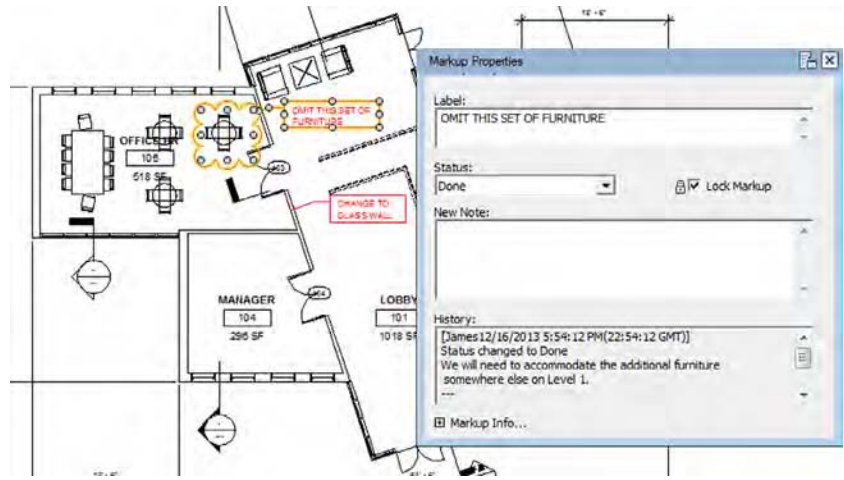 Markup Properties
Label:
OMIT THIS SET OF FURNITURE
Status:
Done
Lock Markup
New Note:
History:
[James12/16/2013 5:54:12 PM(22:54:12 GMT)]
Status changed to Done
We will need to accommodate the additional furniture
somewhere else on Level 1.
---
Markup Info...
OMIT THIS SET OF
FURNITURE
106
518 SF
CHANGE TO
GLASS WALL
MANAGER
104
296 SF
LOBBY
101
1018 SF